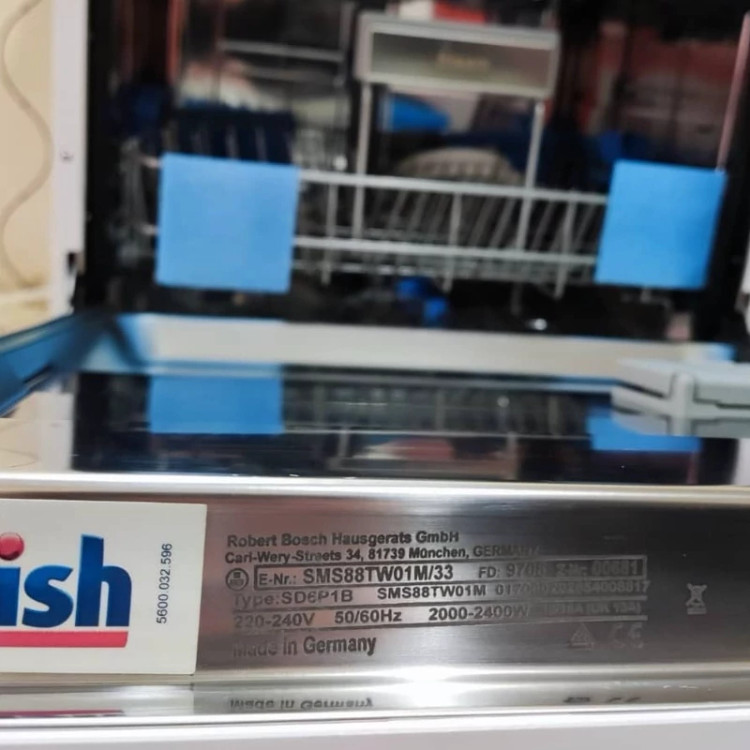 ish
5600 032.596
Robert Bosch Hausgerats GmbH
Carl-Wery-Streets 34, 81739 München, GERMANY
E-Nr.: SMS88TW01M/33 FD:
Type:SD6P1B SMS88TW01M
220-240V 50/60Hz 2000-2400W
Made in Germany